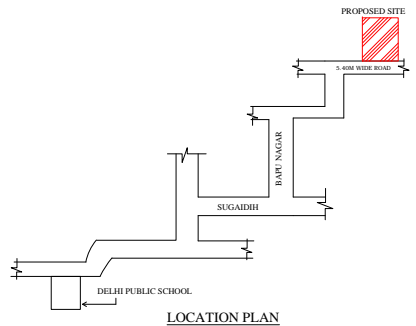 PROPOSED SITE
5.40M WIDE ROAD
BAPU NAGAR
SUGAIDIH
DELHI PUBLIC SCHOOL
LOCATION PLAN